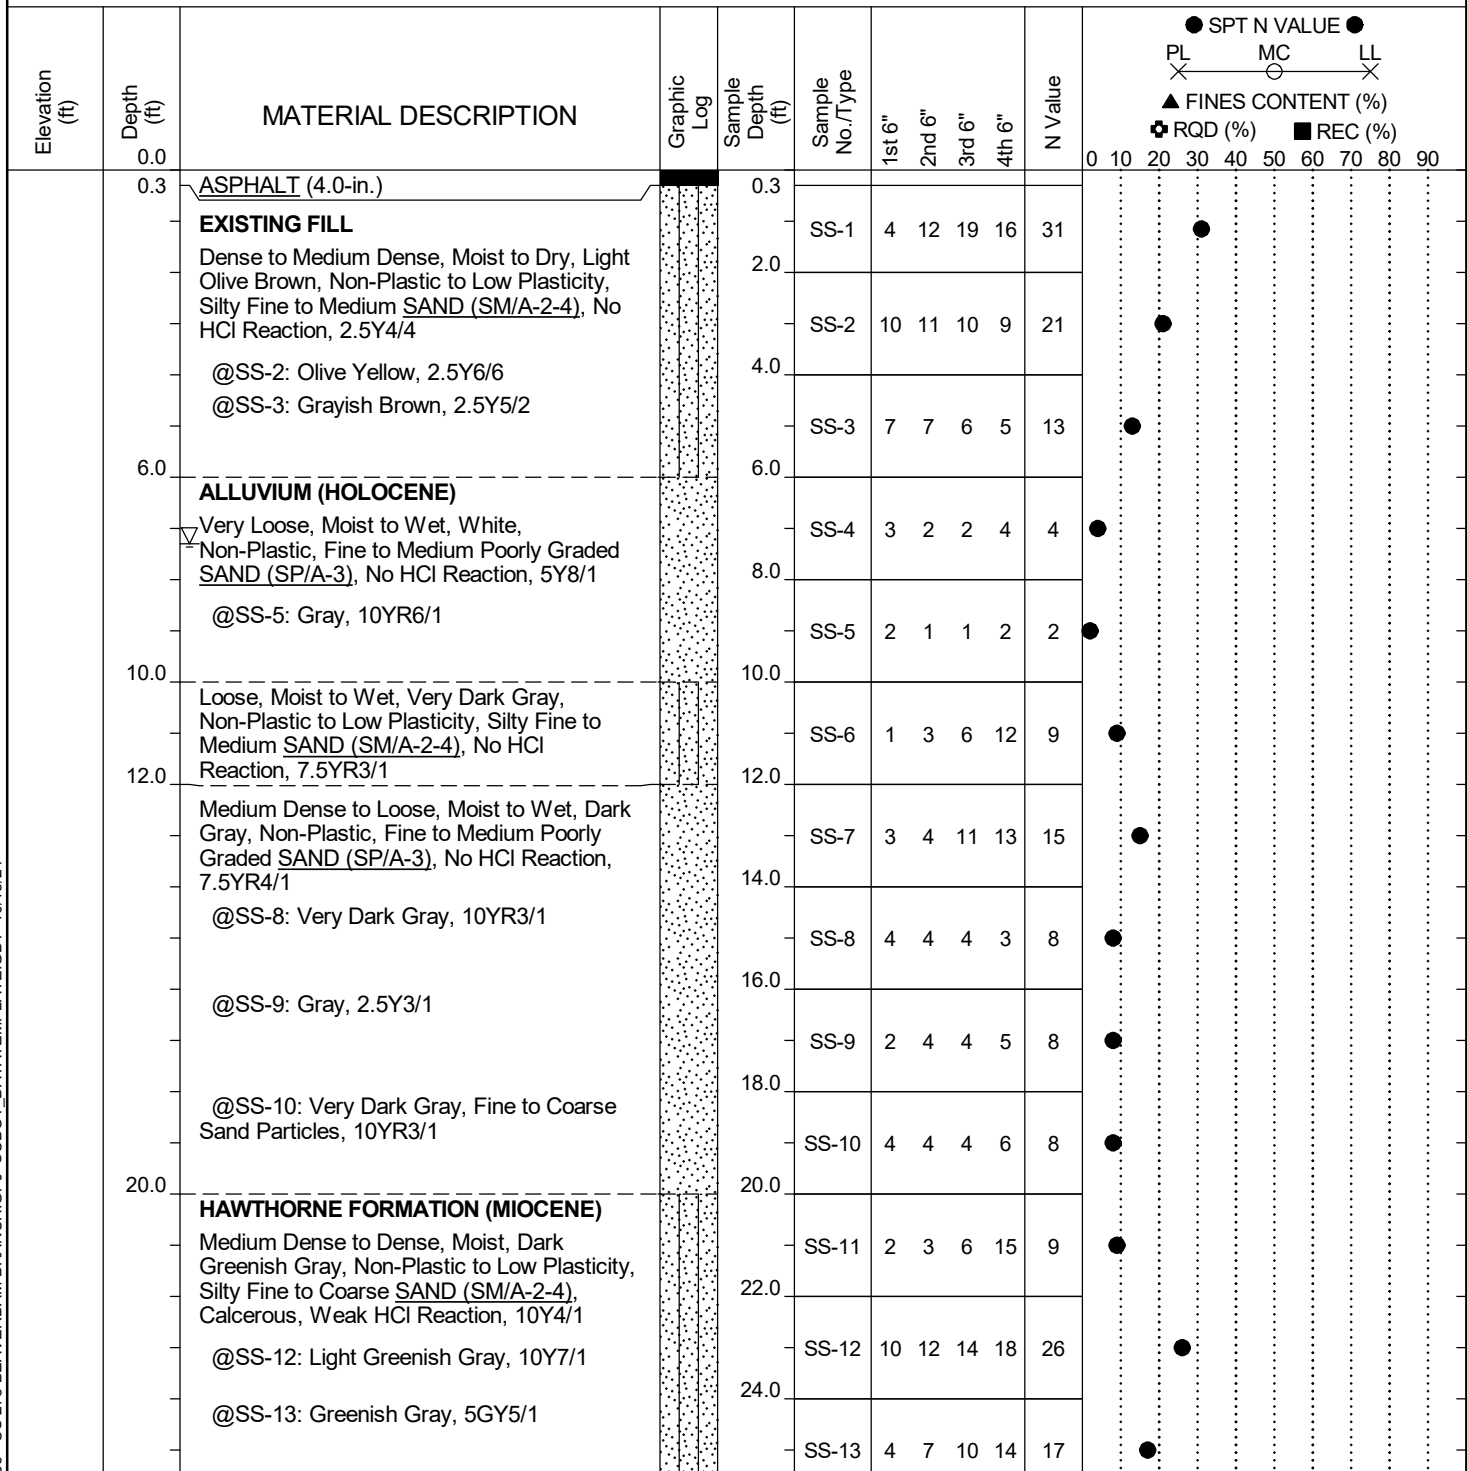 ● SPT N VALUE ●
PL MC LL
▲ FINES CONTENT (%)
RQD (%) ■ REC (%)
Elevation (ft)
Depth (ft)
MATERIAL DESCRIPTION
Graphic Log
Sample Depth (ft)
Sample No./Type
1st 6"
2nd 6"
3rd 6"
4th 6"
N Value
0.0
0 10 20 30 40 50 60 70 80 90
0.3 ASPHALT (4.0-in.) 0.3
EXISTING FILL
SS-1 4 12 19 16 31
Dense to Medium Dense, Moist to Dry, Light
2.0
Olive Brown, Non-Plastic to Low Plasticity,
Silty Fine to Medium SAND (SM/A-2-4), No
HCl Reaction, 2.5Y4/4
SS-2 10 11 10 9 21
@SS-2: Olive Yellow, 2.5Y6/6
4.0
@SS-3: Grayish Brown, 2.5Y5/2
SS-3 7 7 6 5 13
6.0 6.0
ALLUVIUM (HOLOCENE)
Very Loose, Moist to Wet, White,
SS-4 3 2 2 4 4
Non-Plastic, Fine to Medium Poorly Graded
SAND (SP/A-3), No HCl Reaction, 5Y8/1
8.0
@SS-5: Gray, 10YR6/1
SS-5 2 1 1 2 2
10.0 10.0
Loose, Moist to Wet, Very Dark Gray,
Non-Plastic to Low Plasticity, Silty Fine to
SS-6 1 3 6 12 9
Medium SAND (SM/A-2-4), No HCl
Reaction, 7.5YR3/1
12.0 12.0
Medium Dense to Loose, Moist to Wet, Dark
Gray, Non-Plastic, Fine to Medium Poorly
SS-7 3 4 11 13 15
Graded SAND (SP/A-3), No HCl Reaction,
7.5YR4/1
14.0
@SS-8: Very Dark Gray, 10YR3/1
SS-8 4 4 4 3 8
16.0
@SS-9: Gray, 2.5Y3/1
SS-9 2 4 4 5 8
18.0
@SS-10: Very Dark Gray, Fine to Coarse
Sand Particles, 10YR3/1
SS-10 4 4 4 6 8
20.0 20.0
HAWTHORNE FORMATION (MIOCENE)
Medium Dense to Dense, Moist, Dark
SS-11 2 3 6 15 9
Greenish Gray, Non-Plastic to Low Plasticity,
Silty Fine to Coarse SAND (SM/A-2-4),
22.0
Calcerous, Weak HCl Reaction, 10Y4/1
SS-12 10 12 14 18 26
@SS-12: Light Greenish Gray, 10Y7/1
24.0
@SS-13: Greenish Gray, 5GY5/1
SS-13 4 7 10 14 17